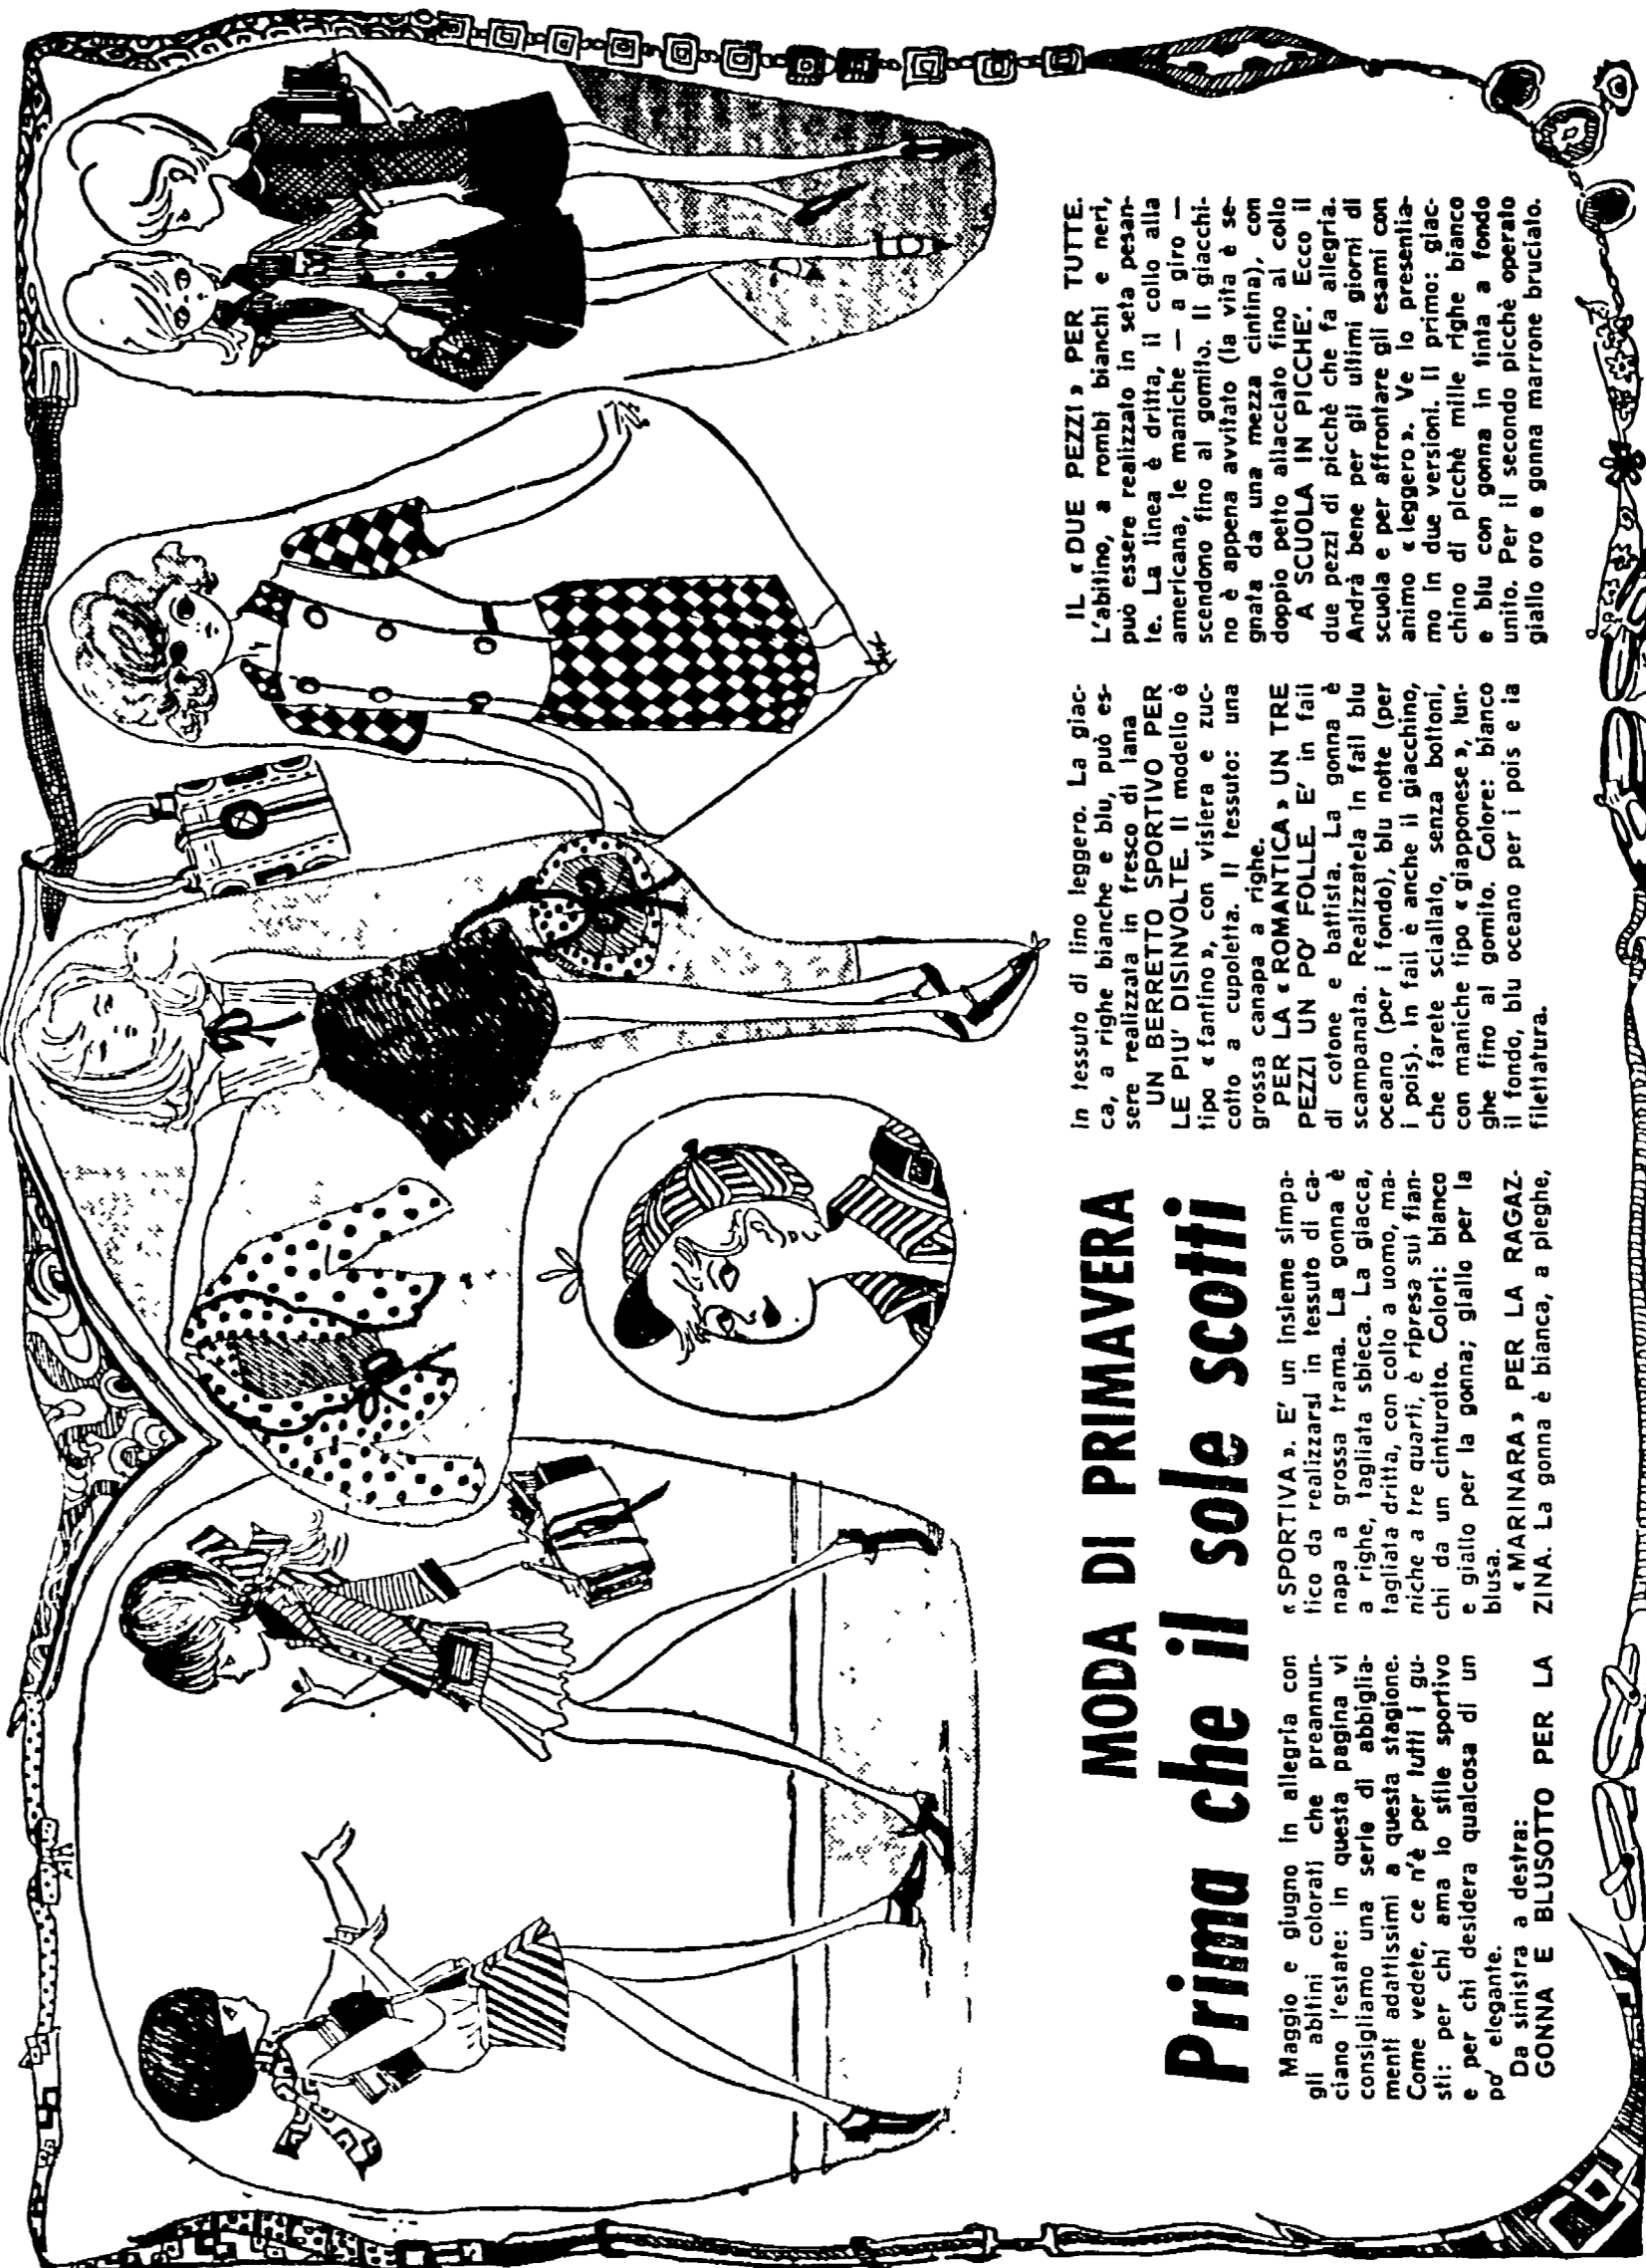 MODA DI PRIMAVERA
Prima che il sole scotti
Maggio e giugno in allegria con
gli abitini colorati che preannun-
ciano l'estate: in questa pagina vi
consigliamo una serie di abbiglia-
menti adattissimi a questa stagione.
Come vedete, ce n'è per tutti i gu-
sti: per chi ama lo stile sportivo
e per chi desidera qualcosa di un
po' elegante.
Da sinistra a destra:
GONNA E BLUSOTTO PER LA
« SPORTIVA ». E' un insieme simpa-
tico da realizzarsi in tessuto di ca-
napa a grossa trama. La gonna è
a righe, tagliata sbieca. La giacca,
tagliata dritta, con collo a uomo, ma-
niche a tre quarti, è ripresa sui fian-
chi da un cinturotto. Colori: bianco
e giallo per la gonna; giallo per la
blusa.
« MARINARA » PER LA RAGAZ-
ZINA. La gonna è bianca, a pieghe,
in tessuto di lino leggero. La giac-
ca, a righe bianche e blu, può es-
sere realizzata in fresco di lana
UN BERRETTO SPORTIVO PER
LE PIU' DISINVOLTE. Il modello è
tipo « fantino », con visiera e zuc-
cotto a cupoletta. Il tessuto: una
grossa canapa a righe.
PER LA « ROMANTICA » UN TRE
PEZZI UN PO' FOLLE. E' in fail
di cotone e battista. La gonna è
scampanata. Realizzatela in fail blu
oceano (per i fondo), blu notte (per
i pois). In fail è anche il giacchino,
che farete sciallato, senza bottoni,
con maniche tipo « giapponese », lun-
ghe fino al gomito. Colore: bianco
il fondo, blu oceano per i pois e la
filettatura.
IL « DUE PEZZI » PER TUTTE.
L'abitino, a rombi bianchi e neri,
può essere realizzato in seta pesan-
te. La linea è dritta, il collo alla
americana, le maniche — a giro —
scendono fino al gomito. Il giacchi-
no è appena avvitato (la vita è se-
gnata da una mezza cintina), con
doppio petto allacciato fino al collo
A SCUOLA IN PICCHE'. Ecco il
due pezzi di picchè che fa allegria.
Andrà bene per gli ultimi giorni di
scuola e per affrontare gli esami con
animo « leggero ». Ve lo presentia-
mo in due versioni. Il primo: giac-
chino di picchè mille righe bianco
e blu con gonna in tinta a fondo
unito. Per il secondo picchè operato
giallo oro e gonna marrone bruciato.